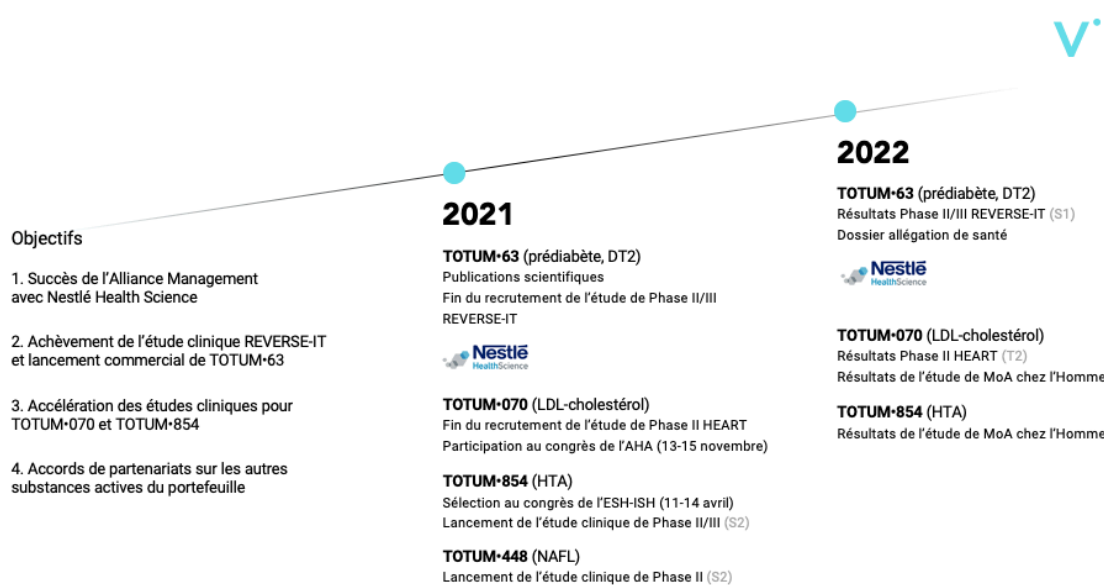 Objectifs
1. Succès de l'Alliance Management
avec Nestlé Health Science
2. Achèvement de l'étude clinique REVERSE-IT
et lancement commercial de TOTUM•63
3. Accélération des études cliniques pour
TOTUM•070 et TOTUM•854
4. Accords de partenariats sur les autres
substances actives du portefeuille
2021
TOTUM•63 (prédiabète, DT2)
Publications scientifiques
Fin du recrutement de l'étude de Phase II/III
REVERSE-IT
Nestlé
HealthScience
TOTUM•070 (LDL-cholestérol)
Fin du recrutement de l'étude de Phase II HEART
Participation au congrès de l'AHA (13-15 novembre)
TOTUM•854 (HTA)
Sélection au congrès de l'ESH-ISH (11-14 avril)
Lancement de l'étude clinique de Phase II/III (S2)
TOTUM•448 (NAFL)
Lancement de l'étude clinique de Phase II (S2)
V
2022
TOTUM•63 (prédiabète, DT2)
Résultats Phase II/III REVERSE-IT (S1)
Dossier allégation de santé
Nestlé
HealthScience
TOTUM•070 (LDL-cholestérol)
Résultats Phase II HEART (T2)
Résultats de l'étude de MoA chez l'Homme
TOTUM•854 (HTA)
Résultats de l'étude de MoA chez l'Homme